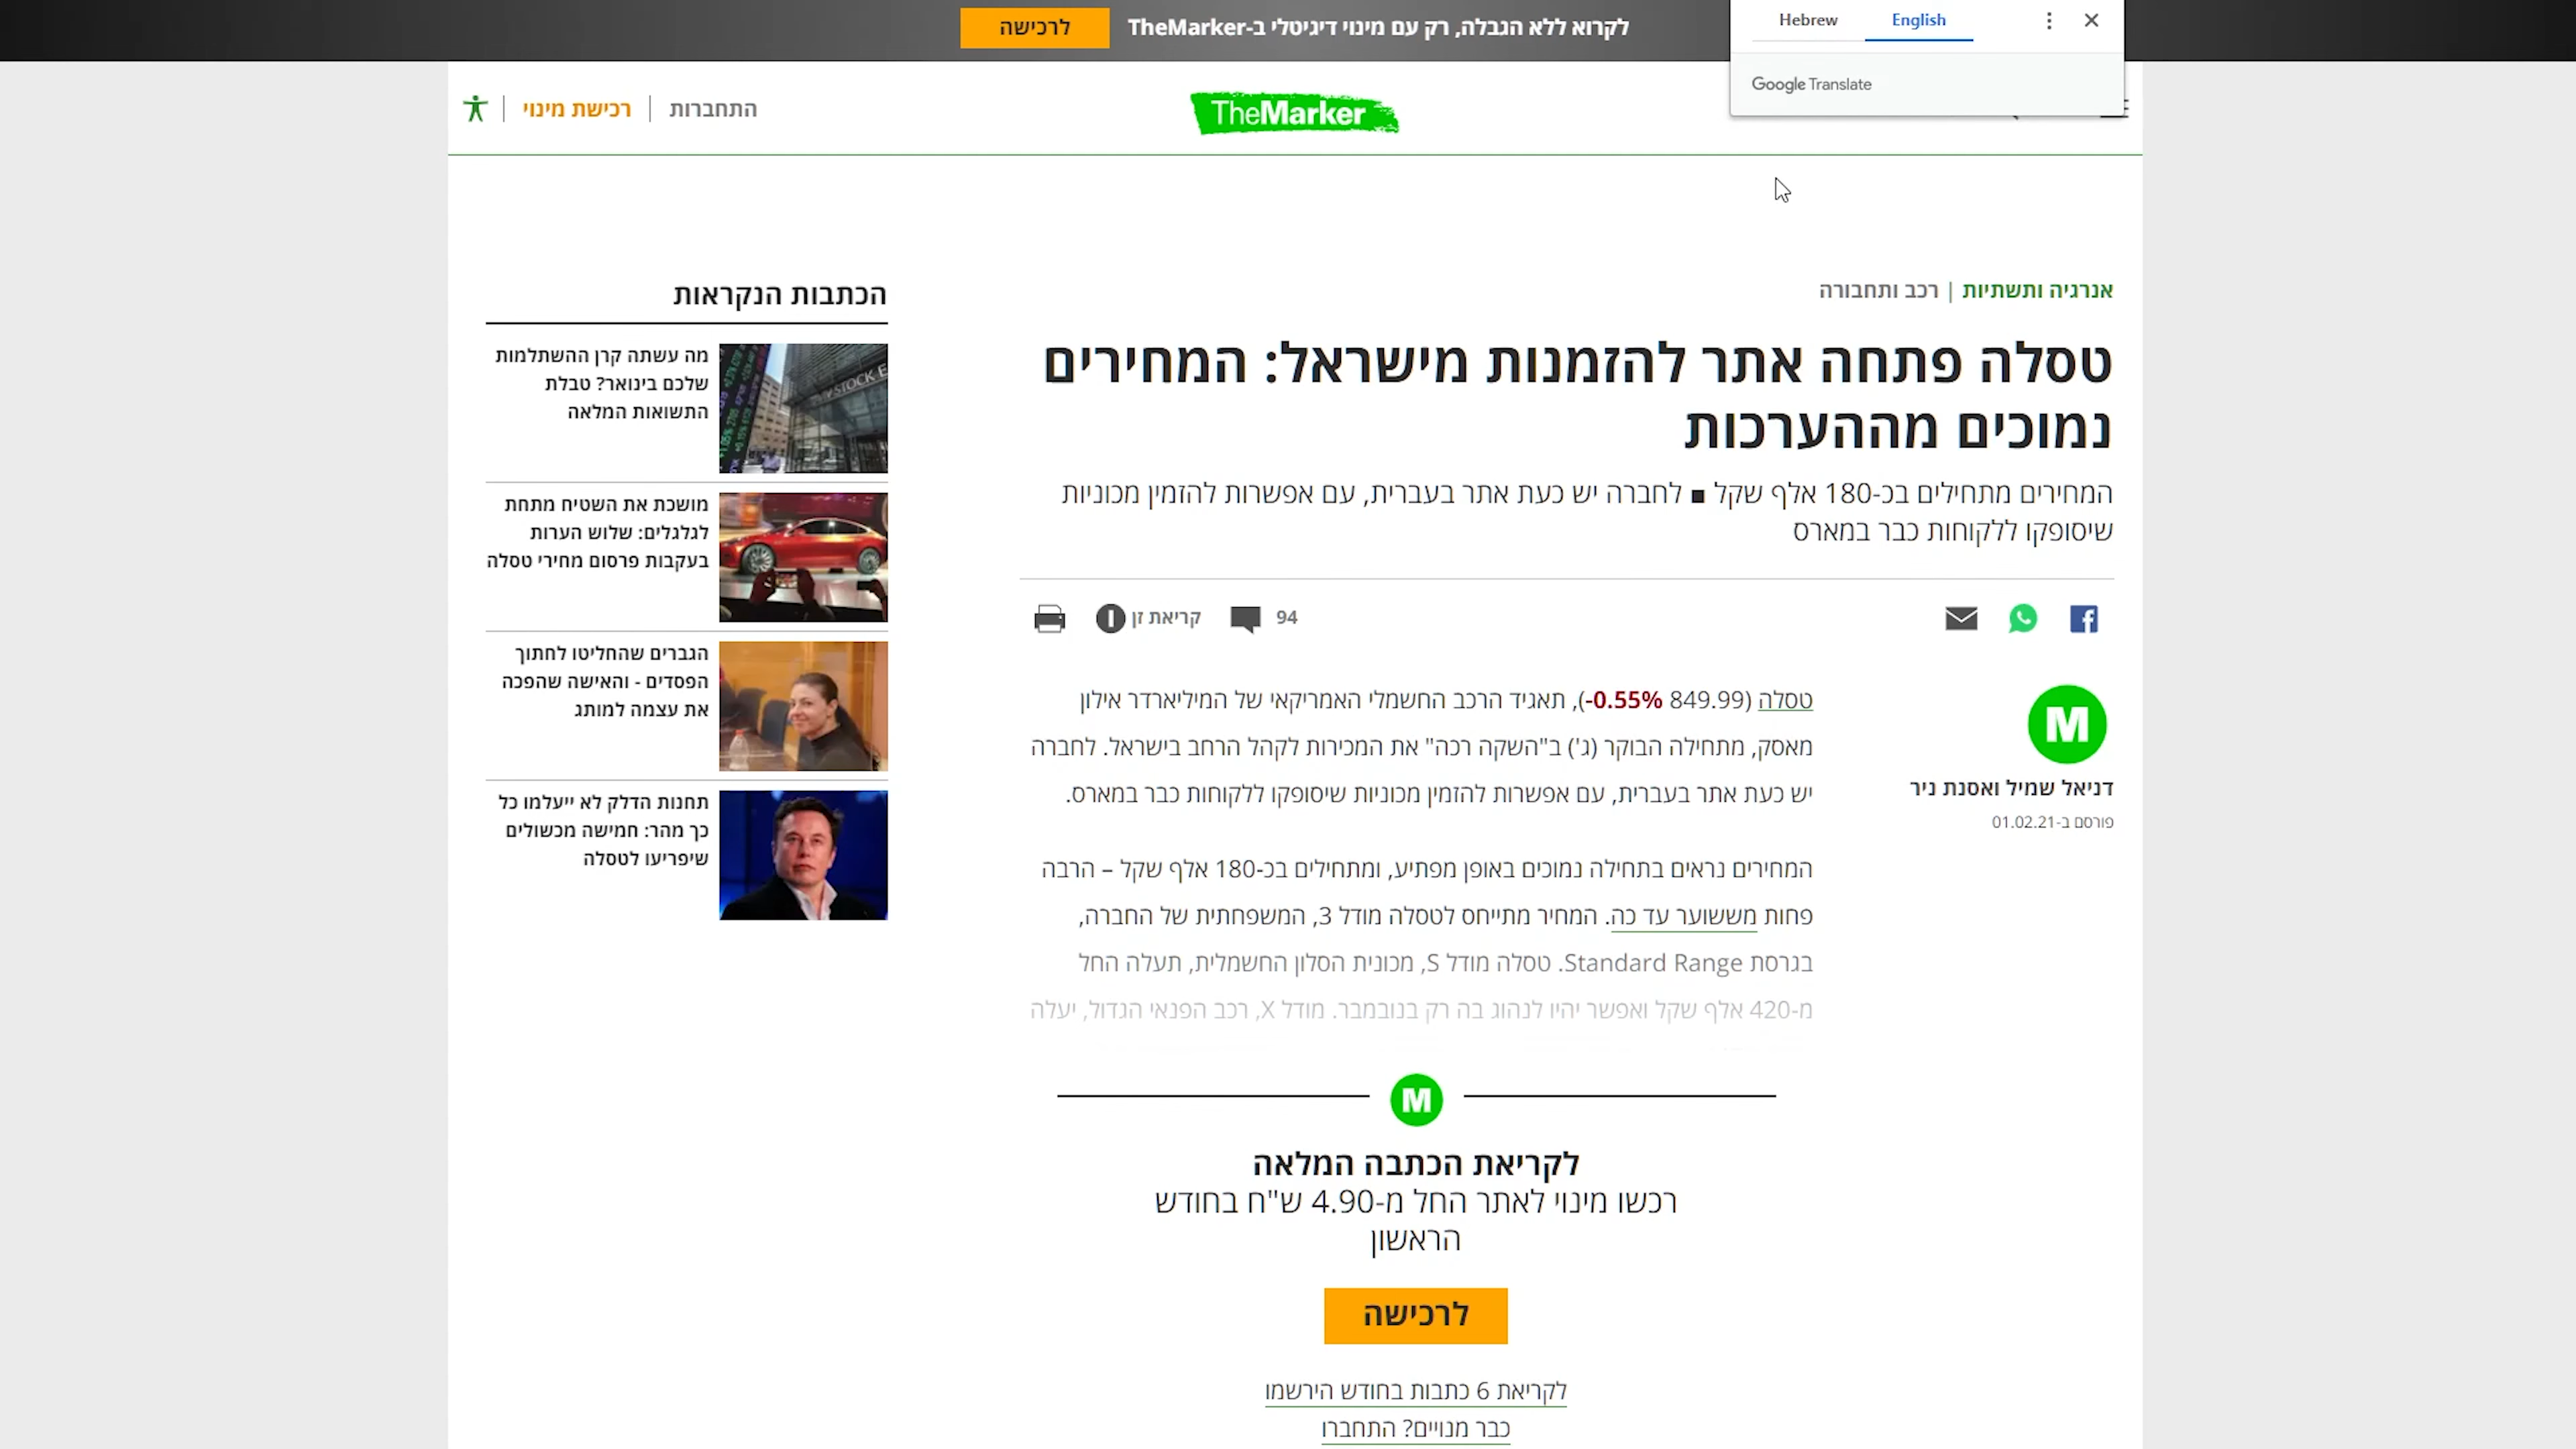 לקרוא ללא הגבלה, רק עם מינוי דיגיטלי ב-TheMarker
לרכישה
Hebrew
English
Google Translate
TheMarker
התחברות
רכישת מינוי
אנרגיה ותשתיות | רכב ותחבורה
טסלה פתחה אתר להזמנות מישראל: המחירים
נמוכים מההערכות
המחירים מתחילים בכ-180 אלף שקל ■ לחברה יש כעת אתר בעברית, עם אפשרות להזמין מכוניות
שיסופקו ללקוחות כבר במארס
94
קריאת זן
M
דניאל שמיל ואסנת ניר
פורסם ב-01.02.21
טסלה (849.99 -0.55%), תאגיד הרכב החשמלי האמריקאי של המיליארדר אילון
מאסק, מתחילה הבוקר (ג') ב"השקה רכה" את המכירות לקהל הרחב בישראל. לחברה
יש כעת אתר בעברית, עם אפשרות להזמין מכוניות שיסופקו ללקוחות כבר במארס.
המחירים נראים בתחילה נמוכים באופן מפתיע, ומתחילים בכ-180 אלף שקל – הרבה
פחות מששוער עד כה. המחיר מתייחס לטסלה מודל 3, המשפחתית של החברה,
בגרסת Standard Range. טסלה מודל S, מכונית הסלון החשמלית, תעלה החל
מ-420 אלף שקל ואפשר יהיו לנהוג בה רק בנובמבר. מודל X, רכב הפנאי הגדול, יעלה
M
לקריאת הכתבה המלאה
רכשו מינוי לאתר החל מ-4.90 ש"ח בחודש
הראשון
לרכישה
לקריאת 6 כתבות בחודש הירשמו
כבר מנויים? התחברו
הכתבות הנקראות
מה עשתה קרן ההשתלמות
שלכם בינואר? טבלת
התשואות המלאה
מושכת את השטיח מתחת
לגלגלים: שלוש הערות
בעקבות פרסום מחירי טסלה
הגברים שהחליטו לחתוך
הפסדים - והאישה שהפכה
את עצמה למותג
תחנות הדלק לא ייעלמו כל
כך מהר: חמישה מכשולים
שיפריעו לטסלה